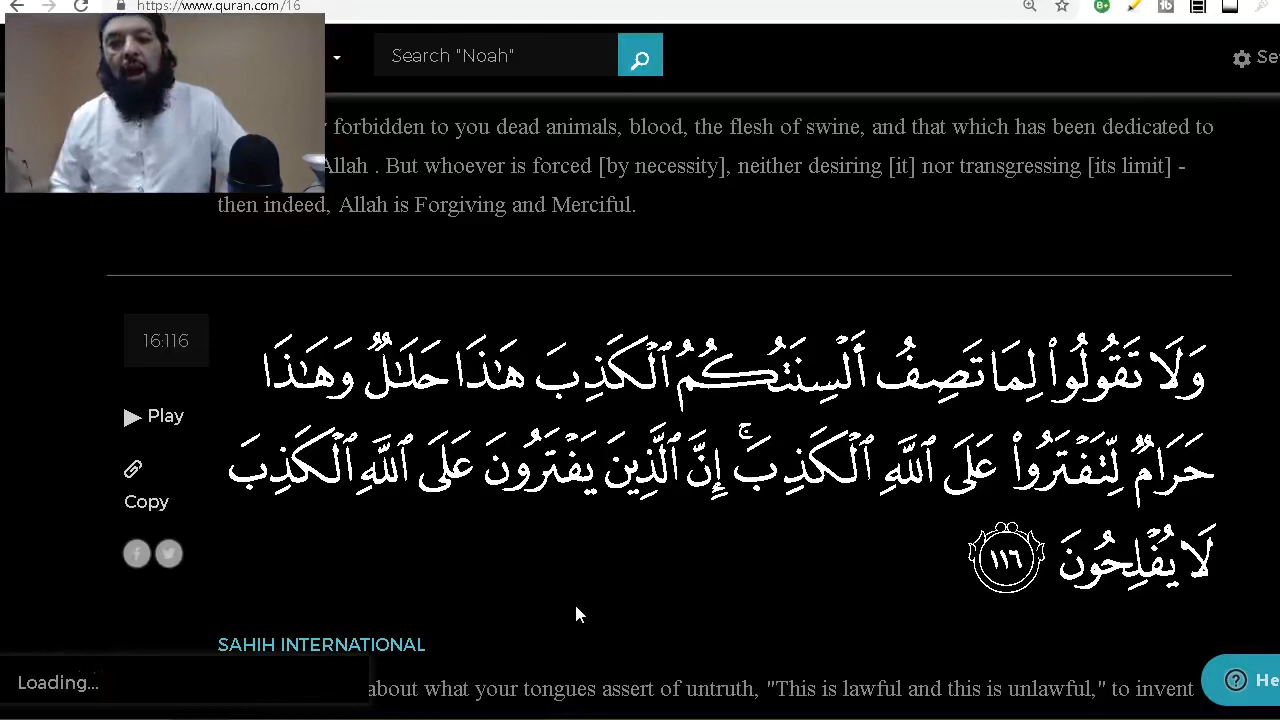 https://www.quran.com/16
Search "Noah"
forbidden to you dead animals, blood, the flesh of swine, and that which has been dedicated to
Allah . But whoever is forced [by necessity], neither desiring [it] nor transgressing [its limit] -
then indeed, Allah is Forgiving and Merciful.
16:116
وَلَا تَقُولُوا۟ لِمَا تَصِفُ أَلْسِنَتُكُمُ ٱلْكَذِبَ هَـٰذَا حَلَـٰلٌ وَهَـٰذَا
حَرَامٌ لِّتَفْتَرُوا۟ عَلَى ٱللَّهِ ٱلْكَذِبَ ۚ إِنَّ ٱلَّذِينَ يَفْتَرُونَ عَلَى ٱللَّهِ ٱلْكَذِبَ
لَا يُفْلِحُونَ ١١٦
Play
Copy
SAHIH INTERNATIONAL
about what your tongues assert of untruth, "This is lawful and this is unlawful," to invent
Loading...